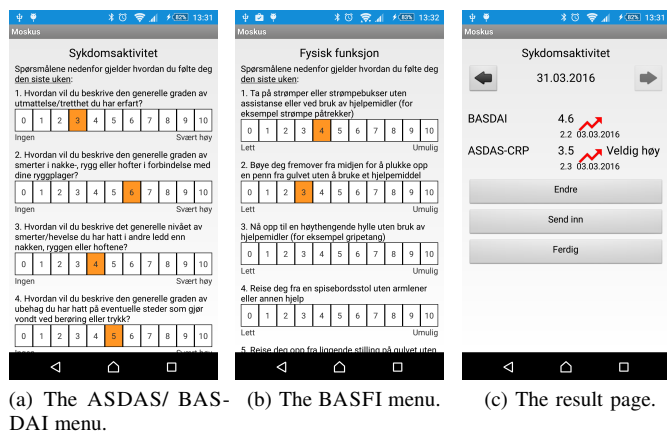 82% 13:31
Moskus
Sykdomsaktivitet
Spørsmålene nedenfor gjelder hvordan du følte deg
den siste uken:
1. Hvordan vil du beskrive den generelle graden av
utmattelse/tretthet du har erfart?
0 1 2 3 4 5 6 7 8 9 10
Ingen Svært høy
2. Hvordan vil du beskrive den generelle graden av
smerter i nakke-, rygg eller hofter i forbindelse med
dine ryggplager?
0 1 2 3 4 5 6 7 8 9 10
Ingen Svært høy
3. Hvordan vil du beskrive det generelle nivået av
smerter/hevelse du har hatt i andre ledd enn
nakken, ryggen eller hoftene?
0 1 2 3 4 5 6 7 8 9 10
Ingen Svært høy
4. Hvordan vil du beskrive den generelle graden av
ubehag du har hatt på eventuelle steder som gjør
vondt ved berøring eller trykk?
0 1 2 3 4 5 6 7 8 9 10
(a) The ASDAS/ BAS-
DAI menu.
83% 13:32
Moskus
Fysisk funksjon
Spørsmålene nedenfor gjelder hvordan du følte deg
den siste uken:
1. Ta på strømper eller strømpebukser uten
assistanse eller ved bruk av hjelpemidler (for
eksempel strømpe påtrekker)
0 1 2 3 4 5 6 7 8 9 10
Lett Umulig
2. Bøye deg fremover fra midjen for å plukke opp
en penn fra gulvet uten å bruke et hjelpemiddel
0 1 2 3 4 5 6 7 8 9 10
Lett Umulig
3. Nå opp til en høythengende hylle uten bruk av
hjelpemidler (for eksempel gripetang)
0 1 2 3 4 5 6 7 8 9 10
Lett Umulig
4. Reise deg fra en spisebordsstol uten armlener
eller annen hjelp
0 1 2 3 4 5 6 7 8 9 10
Lett Umulig
5. Reise deg opp fra liggende stilling på gulvet uten
(b) The BASFI menu.
82% 13:31
Moskus
Sykdomsaktivitet
31.03.2016
BASDAI 4.6
2.2 03.03.2016
ASDAS-CRP 3.5 Veldig høy
2.3 03.03.2016
Endre
Send inn
Ferdig
(c) The result page.